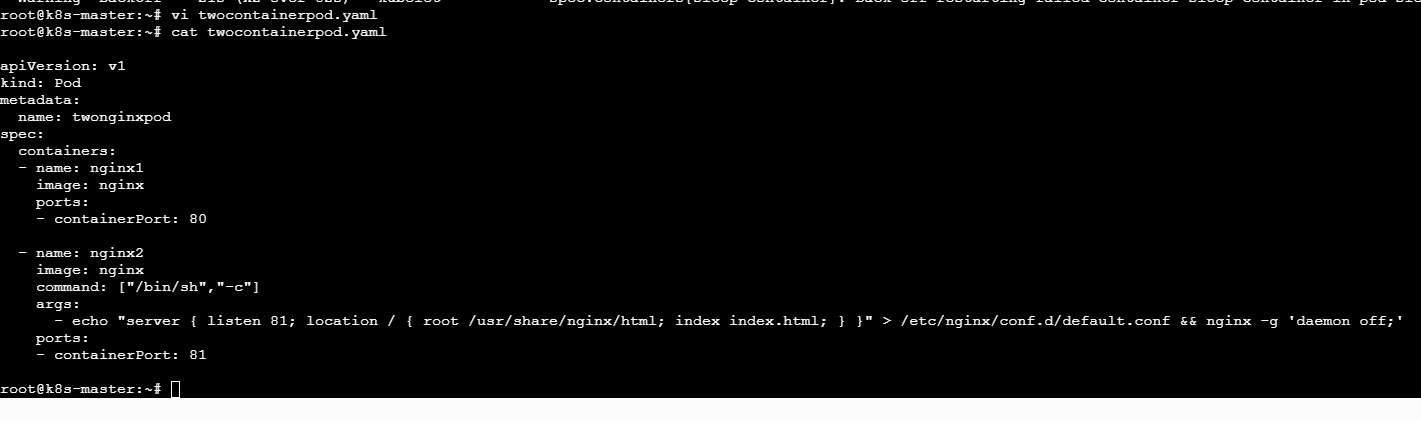 root@k8s-master:~# vi twocontainerpod.yaml
root@k8s-master:~# cat twocontainerpod.yaml
apiVersion: v1
kind: Pod
metadata:
  name: twonginxpod
spec:
  containers:
  - name: nginx1
    image: nginx
    ports:
    - containerPort: 80
  - name: nginx2
    image: nginx
    command: ["/bin/sh","-c"]
    args:
      - echo "server { listen 81; location / { root /usr/share/nginx/html; index index.html; } }" > /etc/nginx/conf.d/default.conf && nginx -g 'daemon off;'
    ports:
    - containerPort: 81
root@k8s-master:~#